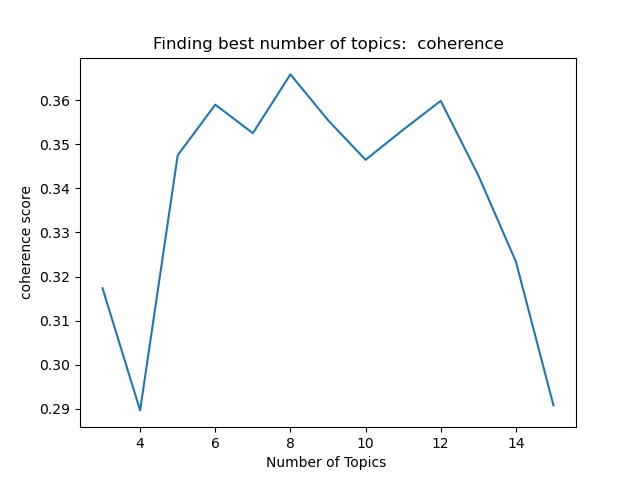 Finding best number of topics:  coherence
coherence score
0.36
0.35
0.34
0.33
0.32
0.31
0.30
0.29
4 6 8 10 12 14
Number of Topics